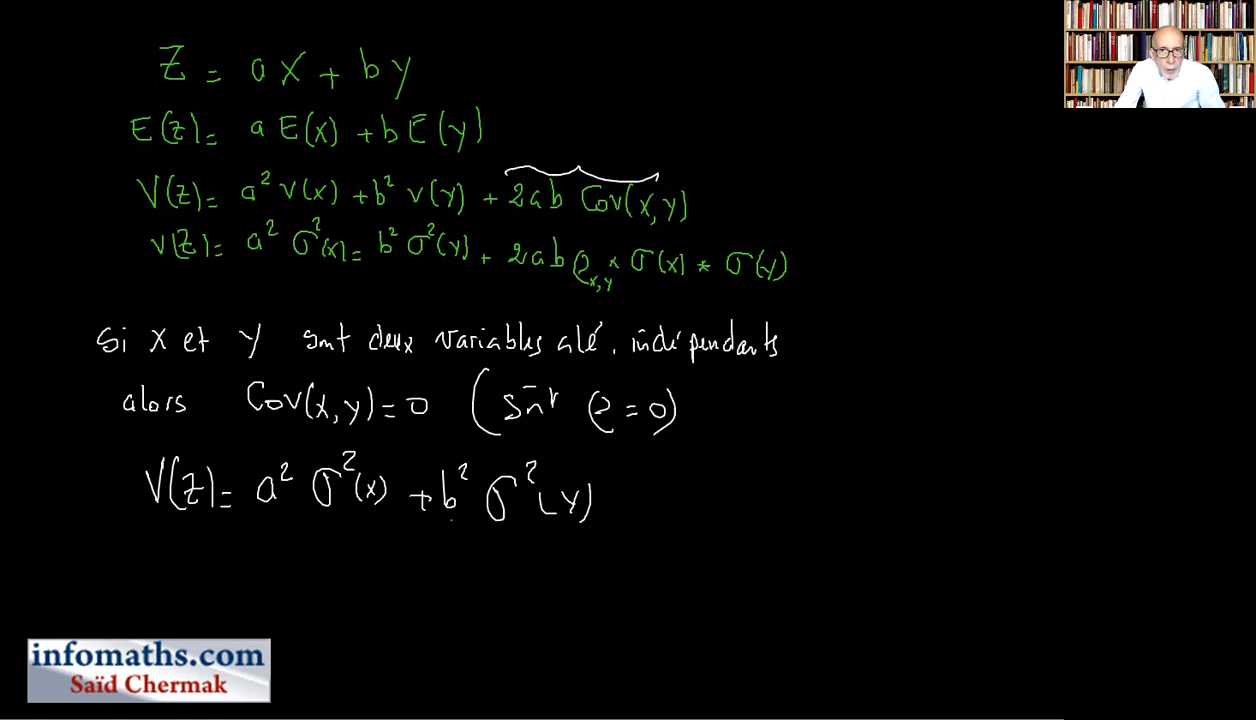 Z = aX + bY
E(Z) = a E(X) + b E(Y)
V(Z) = a² V(X) + b² V(Y) + 2ab Cov(X,Y)
V(Z) = a² σ²(X) = b² σ²(Y) + 2ab ρx,y * σ(X) * σ(Y)
Si X et Y sont deux variables alé. indépendants
alors Cov(X,Y) = 0 ( ρ = 0)
V(Z) = a² σ²(X) + b² σ²(Y)
infomaths.com
Saïd Chermak